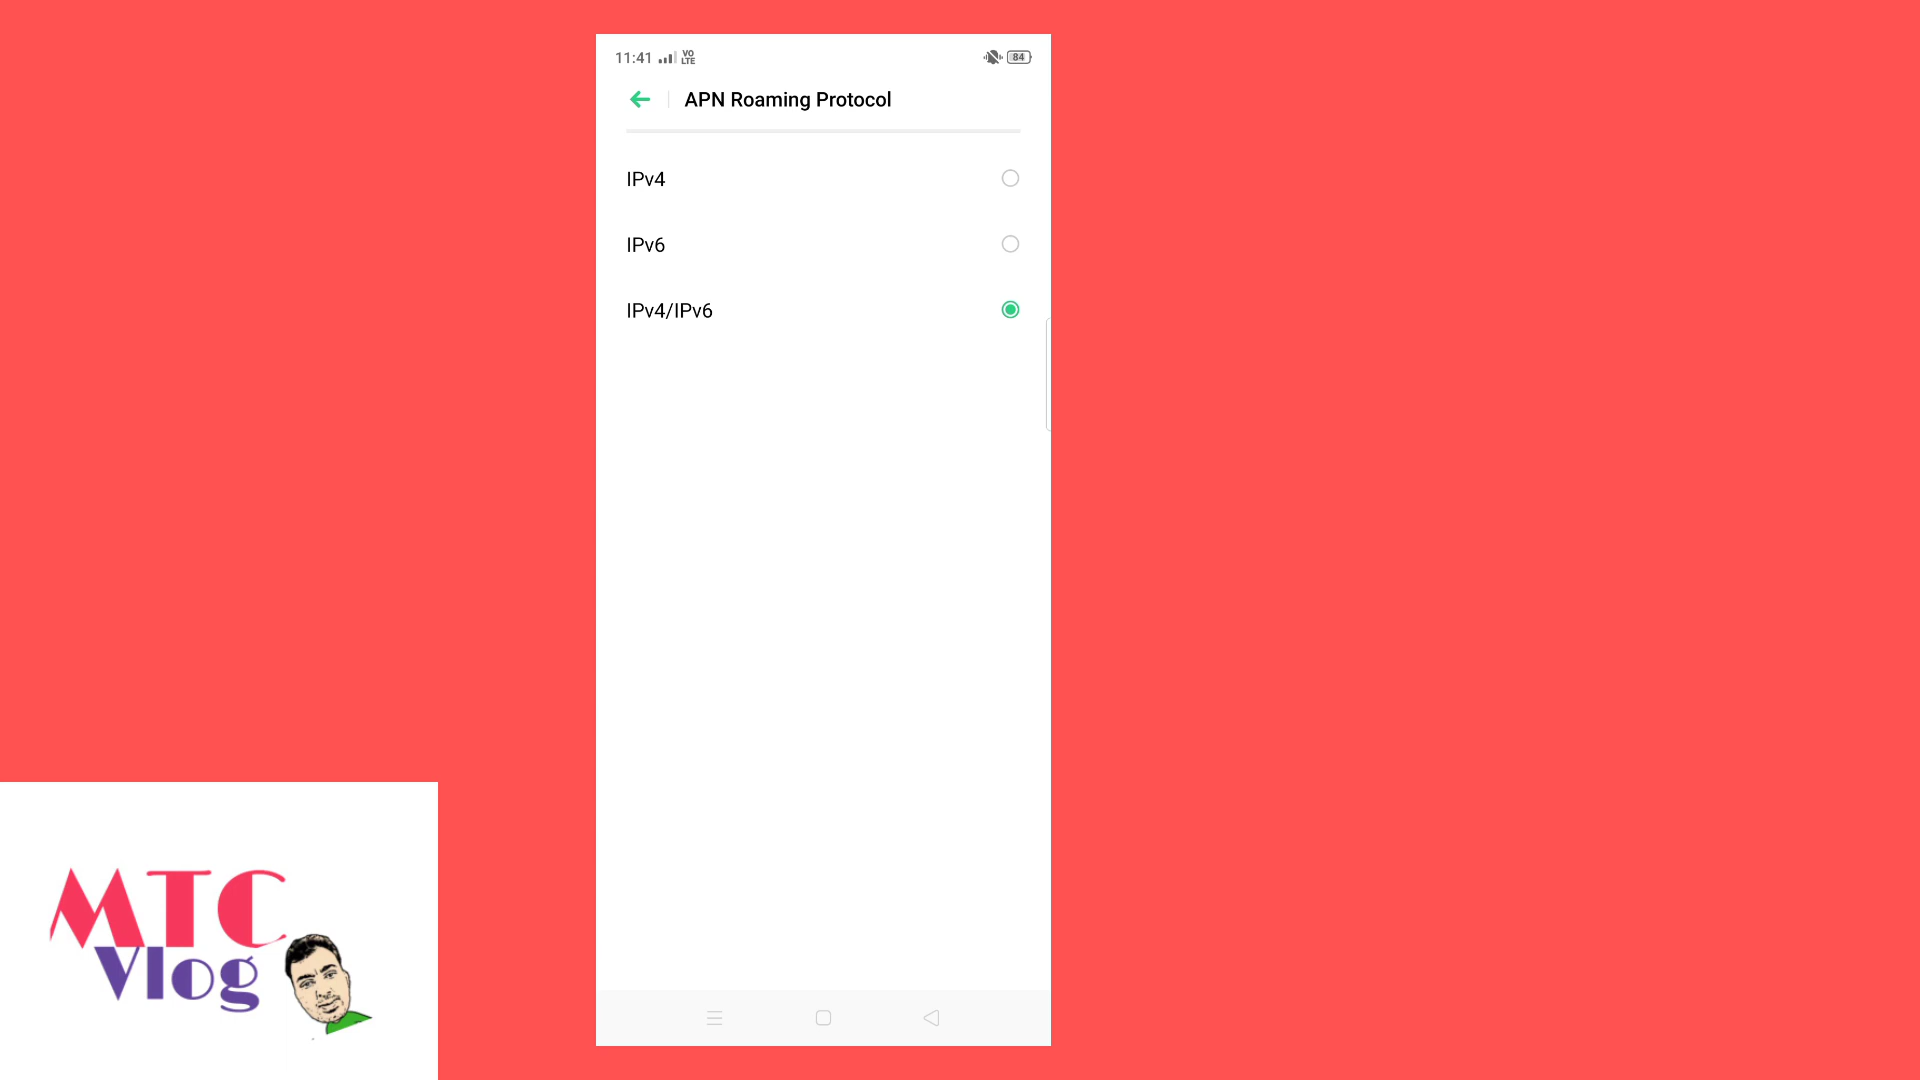 11:41 VO LTE 84
APN Roaming Protocol
IPv4
IPv6
IPv4/IPv6
MTC
Vlog